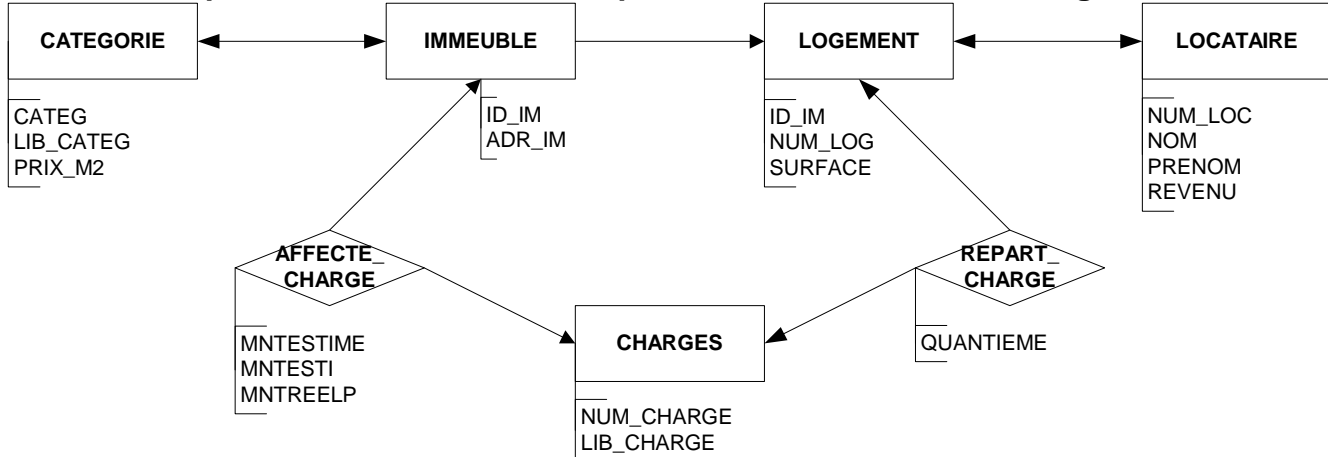 CATEGORIE
IMMEUBLE
LOGEMENT
LOCATAIRE
CATEG
LIB_CATEG
PRIX_M2
ID_IM
ADR_IM
ID_IM
NUM_LOG
SURFACE
NUM_LOC
NOM
PRENOM
REVENU
AFFECTE_
CHARGE
REPART_
CHARGE
MNTESTIME
MNTESTI
MNTREELP
CHARGES
QUANTIEME
NUM_CHARGE
LIB_CHARGE